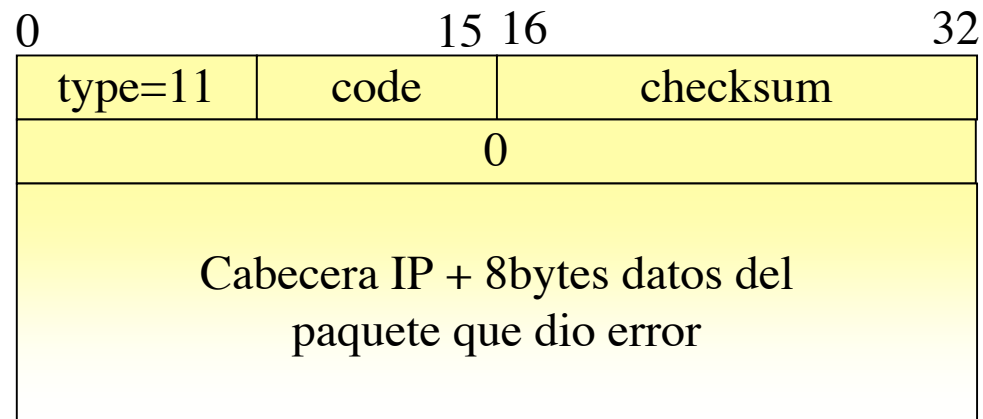 0 15 16 32
type=11 code checksum
0
Cabecera IP + 8bytes datos del
paquete que dio error